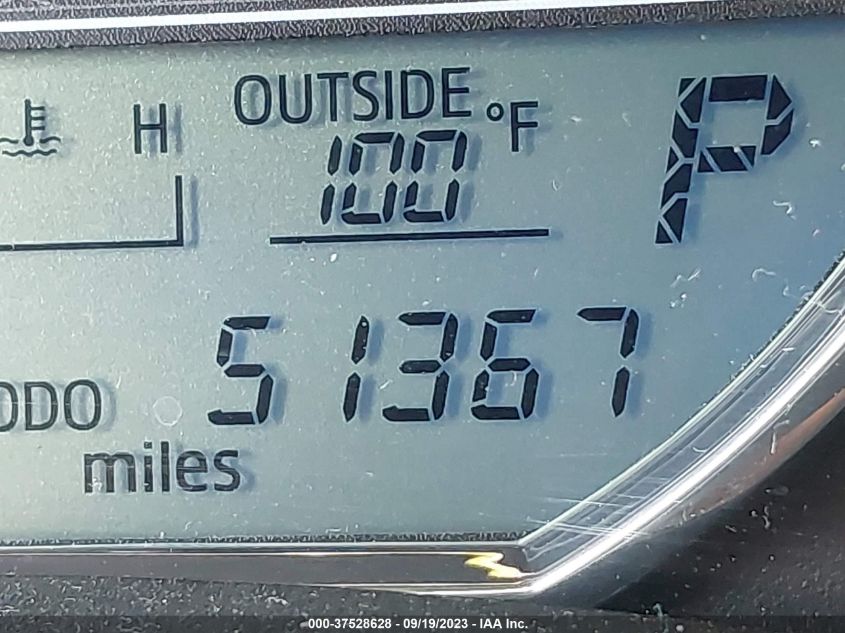 OUTSIDE
H 100 °F P
ODO 51367
miles
000-37528628 - 09/19/2023 - IAA Inc.